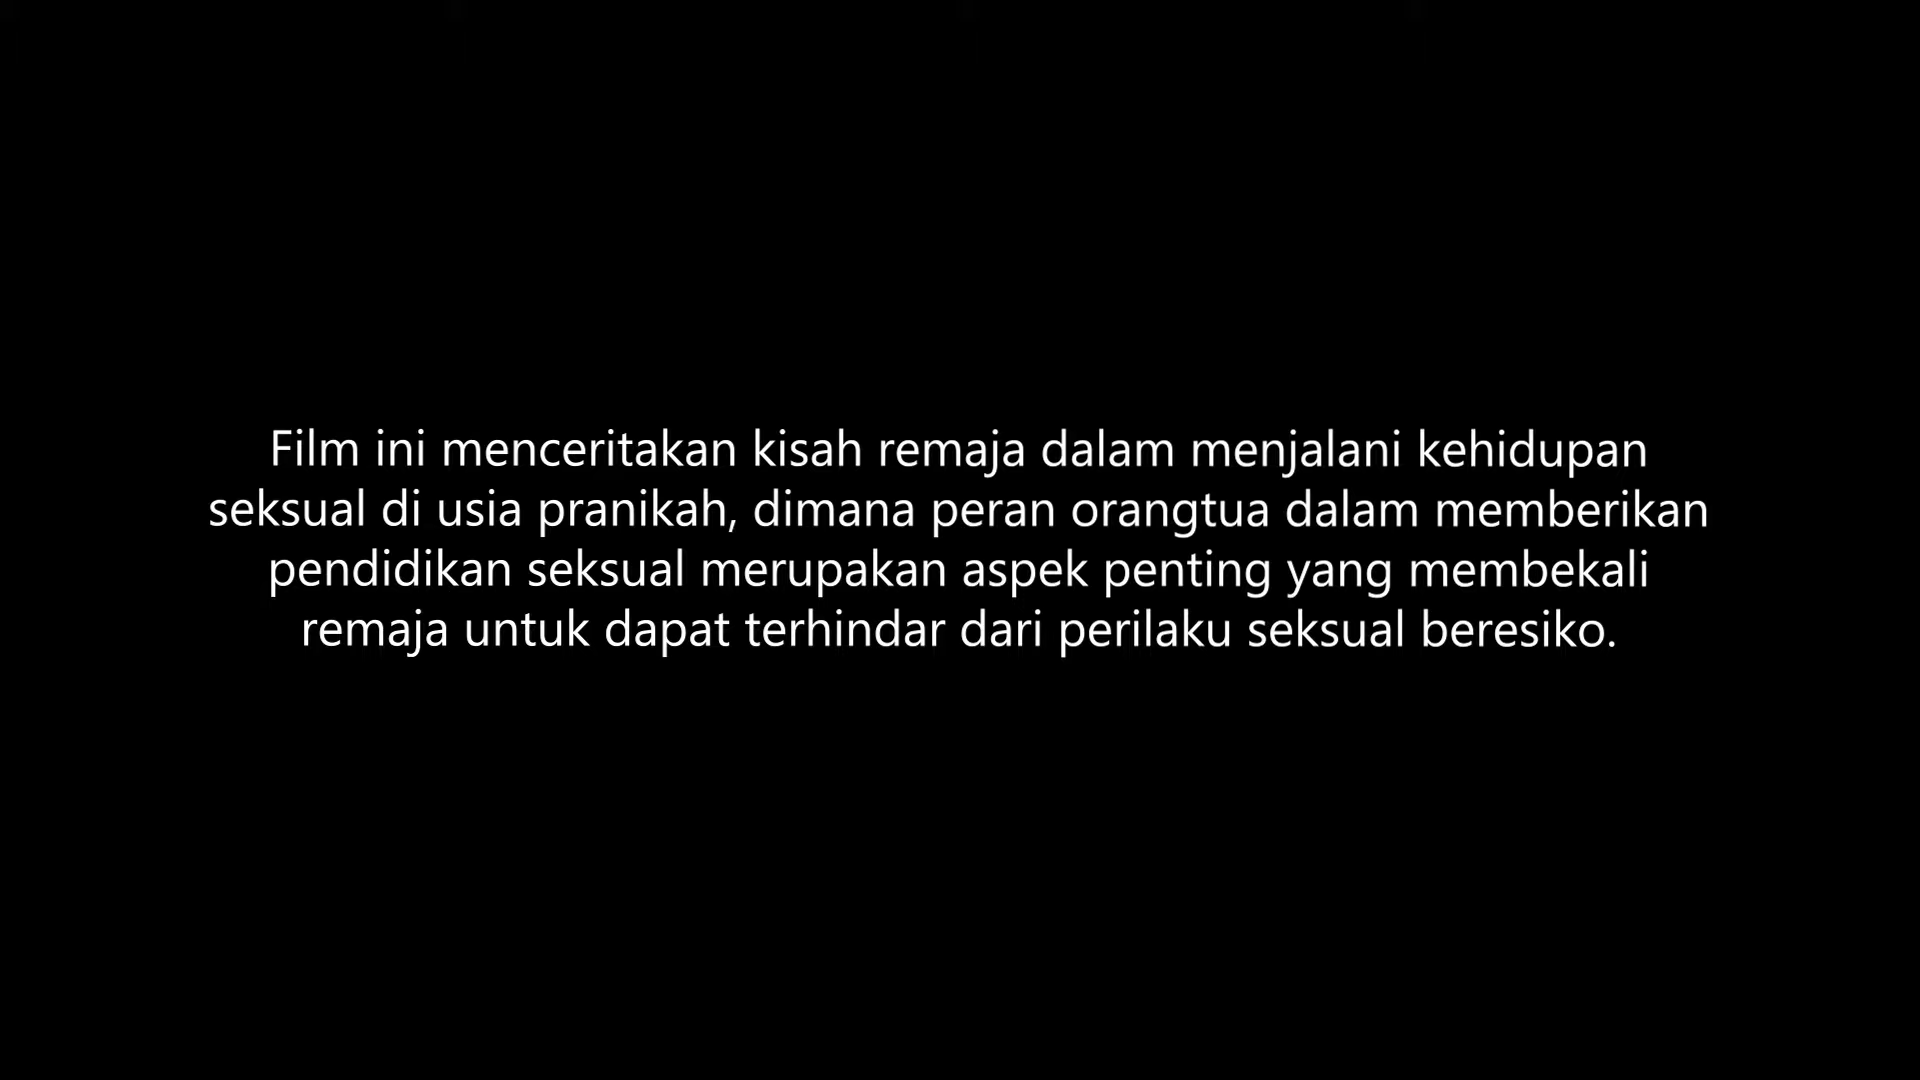 Film ini menceritakan kisah remaja dalam menjalani kehidupan
seksual di usia pranikah, dimana peran orangtua dalam memberikan
pendidikan seksual merupakan aspek penting yang membekali
remaja untuk dapat terhindar dari perilaku seksual beresiko.